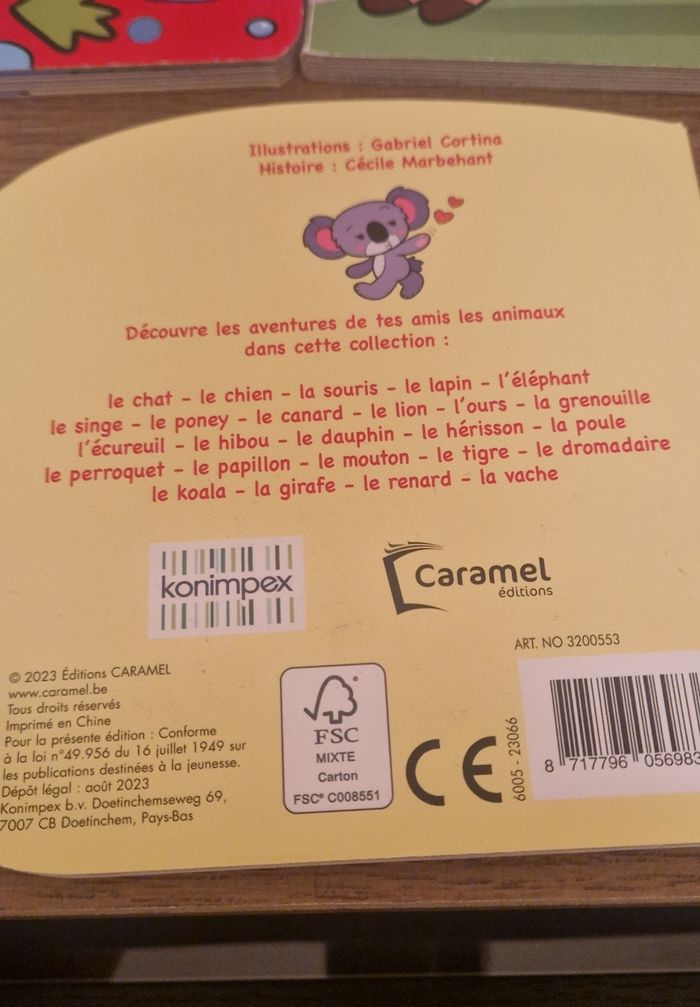 Illustrations : Gabriel Cortina
Histoire : Cécile Marbehant
Découvre les aventures de tes amis les animaux
dans cette collection :
le chat – le chien – la souris – le lapin – l'éléphant
le singe – le poney – le canard – le lion – l'ours – la grenouille
l'écureuil – le hibou – le dauphin – le hérisson – la poule
le perroquet – le papillon – le mouton – le tigre – le dromadaire
le koala – la girafe – le renard – la vache
konimpex
Caramel
éditions
ART. NO 3200553
© 2023 Éditions CARAMEL
www.caramel.be
Tous droits réservés
Imprimé en Chine
Pour la présente édition : Conforme
à la loi n°49.956 du 16 juillet 1949 sur
les publications destinées à la jeunesse.
Dépôt légal : août 2023
Konimpex b.v. Doetinchemseweg 69,
7007 CB Doetinchem, Pays-Bas
FSC
MIXTE
Carton
FSC® C008551
CE
6005 - 23066
8 717796 056983